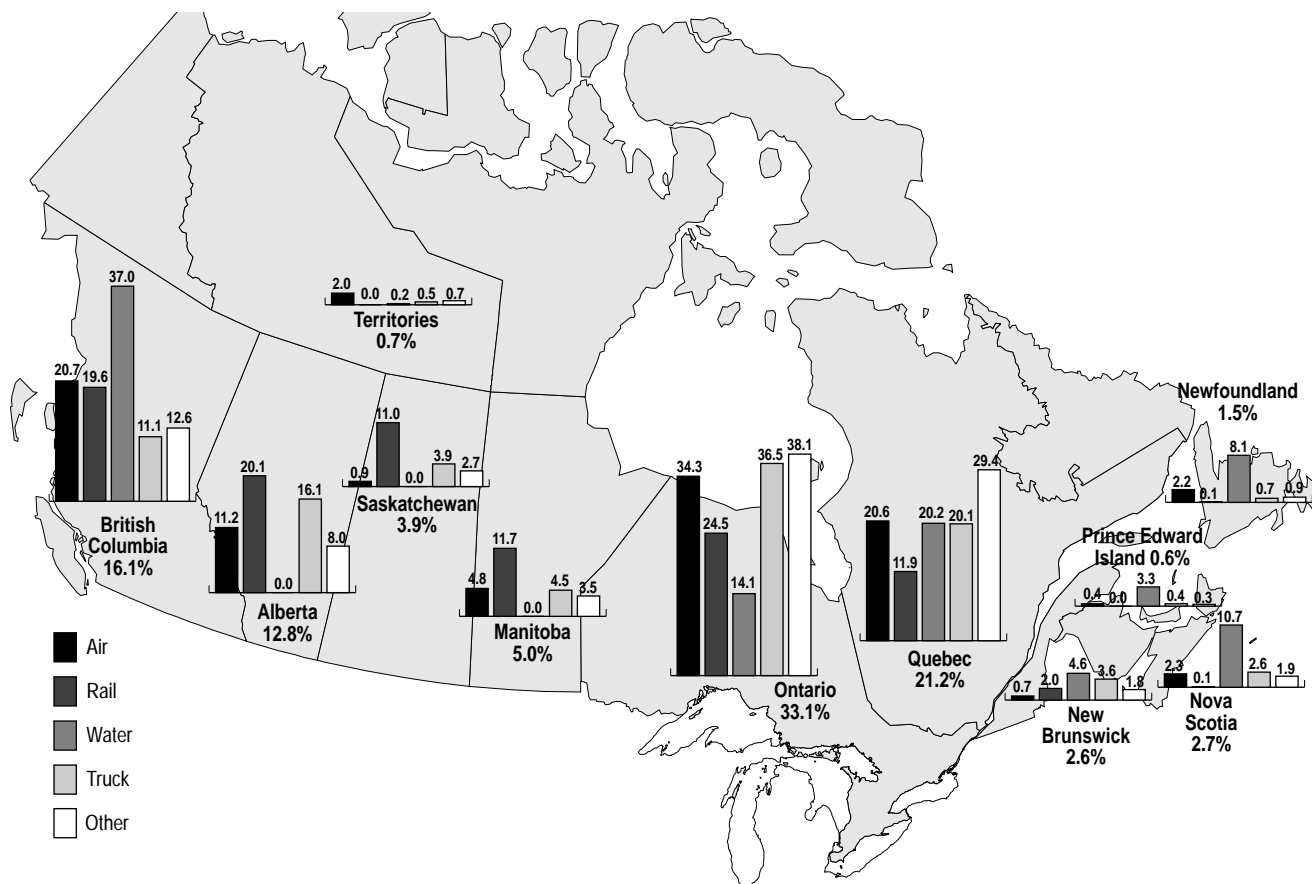 2.0 0.0 0.2 0.5 0.7
Territories
0.7%
20.7 19.6 37.0 11.1 12.6
British
Columbia
16.1%
11.2 20.1 0.0 16.1 8.0
Alberta
12.8%
0.9 11.0 0.0 3.9 2.7
Saskatchewan
3.9%
4.8 11.7 0.0 4.5 3.5
Manitoba
5.0%
34.3 24.5 14.1 36.5 38.1
Ontario
33.1%
20.6 11.9 20.2 20.1 29.4
Quebec
21.2%
Newfoundland
1.5%
2.2 0.1 8.1 0.7 0.9
Prince Edward
Island 0.6%
0.4 0.0 3.3 0.4 0.3
0.7 2.0 4.6 3.6 1.8
New
Brunswick
2.6%
2.3 0.1 10.7 2.6 1.9
Nova
Scotia
2.7%
Air
Rail
Water
Truck
Other